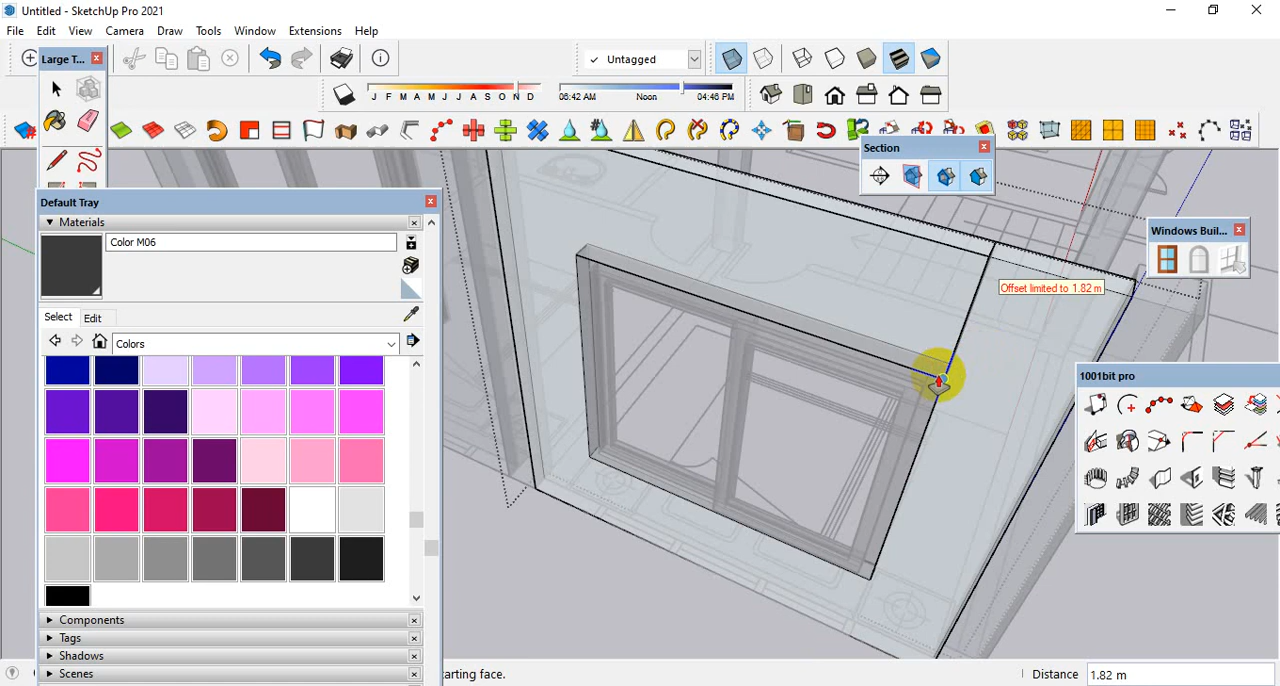 Untitled - SketchUp Pro 2021
File Edit View Camera Draw Tools Window Extensions Help
Large T...
Untagged
J F M A M J J A S O N D
06:42 AM Noon 04:46 PM
Section
Default Tray
Materials
Color M06
Windows Buil...
Offset limited to 1.82 m
Select Edit
Colors
1001bit pro
Components
Tags
Shadows
Scenes
arting face.
Distance 1.82 m